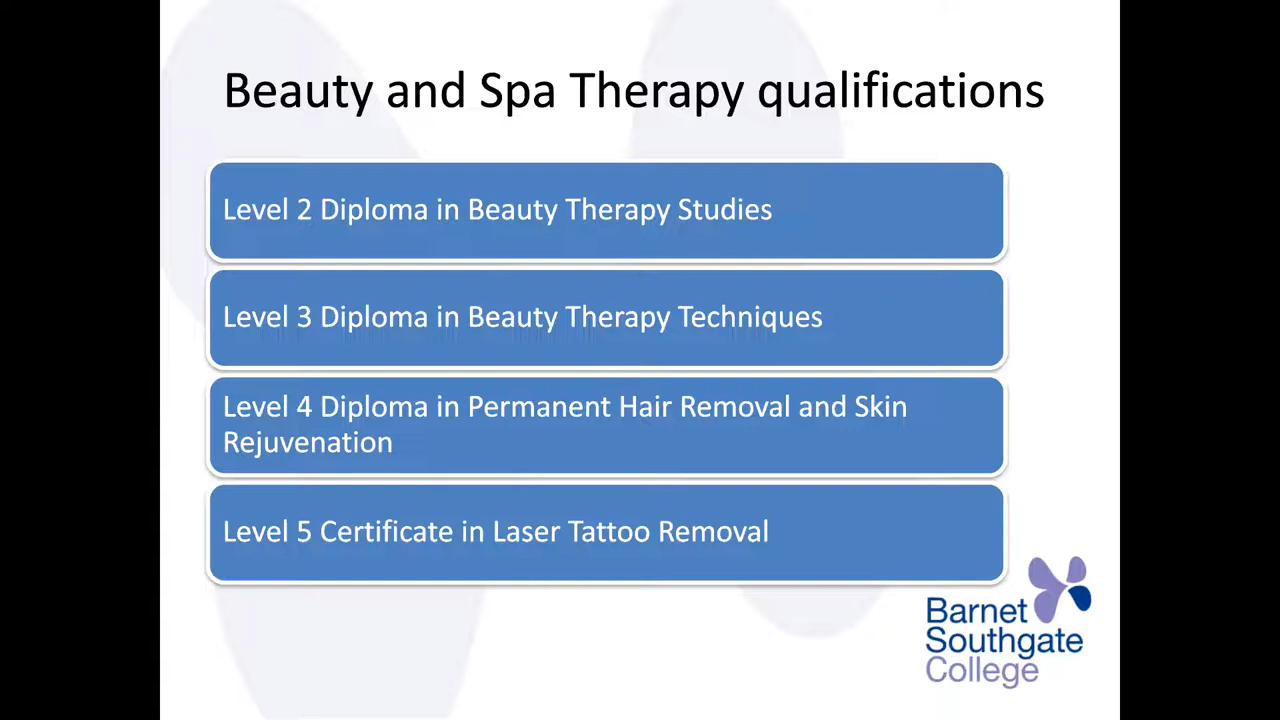 Beauty and Spa Therapy qualifications
Level 2 Diploma in Beauty Therapy Studies
Level 3 Diploma in Beauty Therapy Techniques
Level 4 Diploma in Permanent Hair Removal and Skin
Rejuvenation
Level 5 Certificate in Laser Tattoo Removal
Barnet
Southgate
College